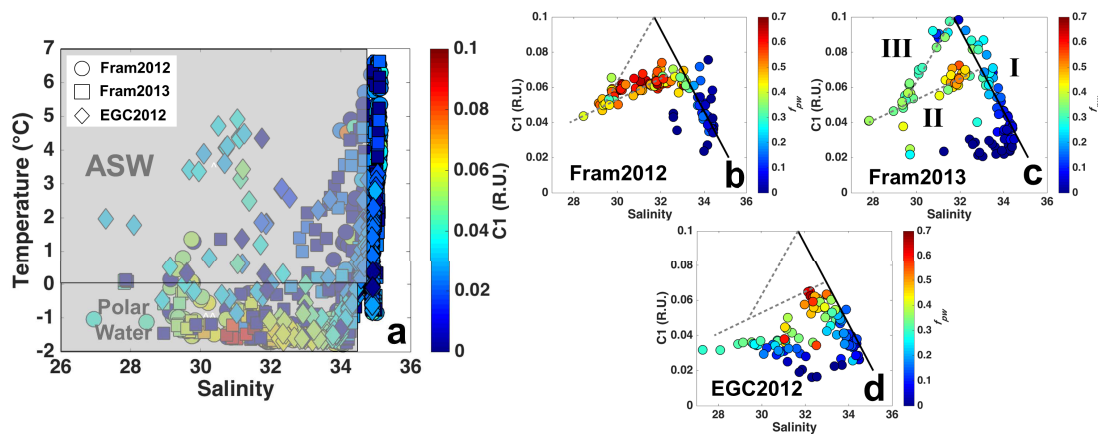 7
6
5
4
3
2
1
0
-1
-2
Temperature (°C)
Fram2012
Fram2013
EGC2012
ASW
Polar
Water
a
26 28 30 32 34 36
Salinity
0.1
0.08
0.06
0.04
0.02
0
C1 (R.U.)
0.1
0.08
0.06
0.04
0.02
0
C1 (R.U.)
Fram2012
b
28 30 32 34 36
Salinity
0.7
0.6
0.5
0.4
0.3
0.2
0.1
0
f pw
0.1
0.08
0.06
0.04
0.02
0
C1 (R.U.)
III
I
II
Fram2013
c
28 30 32 34 36
Salinity
0.7
0.6
0.5
0.4
0.3
0.2
0.1
0
f pw
0.1
0.08
0.06
0.04
0.02
0
C1 (R.U.)
EGC2012
d
28 30 32 34 36
Salinity
0.7
0.6
0.5
0.4
0.3
0.2
0.1
0
f pw